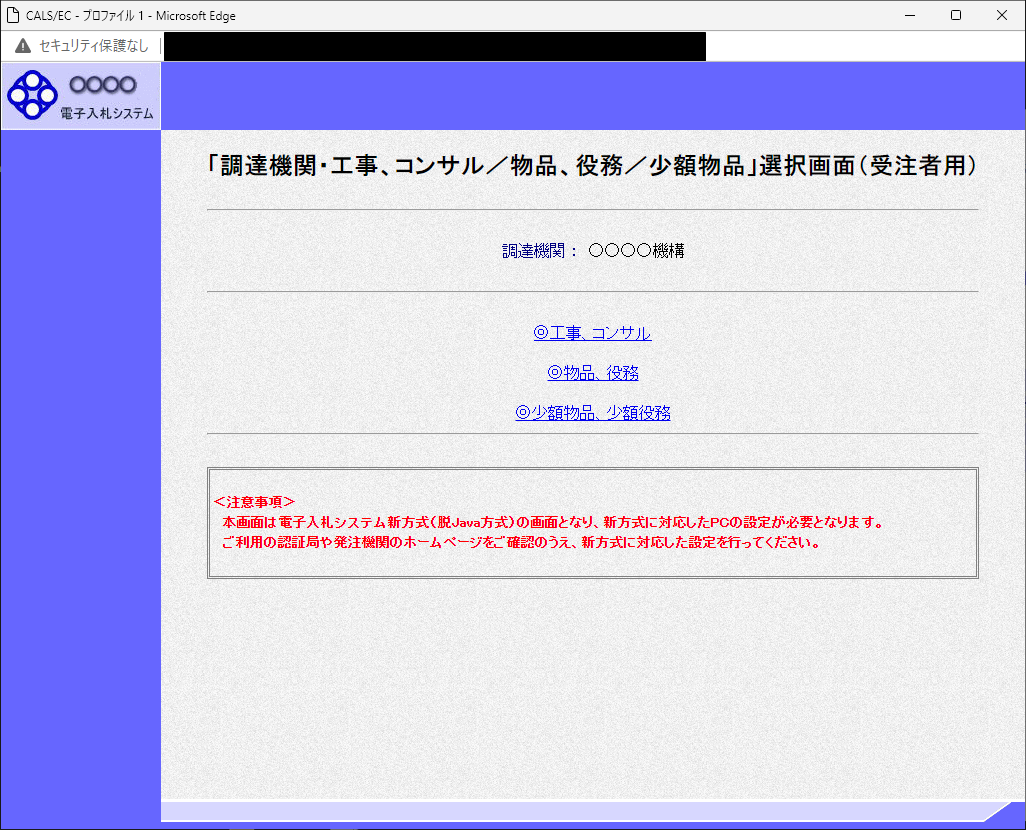 CALS/EC - プロファイル 1 - Microsoft Edge
セキュリティ保護なし
○○○○
電子入札システム
「調達機関・工事、コンサル／物品、役務／少額物品」選択画面（受注者用）
調達機関： ○○○○機構
◎工事、コンサル
◎物品、役務
◎少額物品、少額役務
＜注意事項＞
本画面は電子入札システム新方式（脱Java方式）の画面となり、新方式に対応したPCの設定が必要となります。
ご利用の認証局や発注機関のホームページをご確認のうえ、新方式に対応した設定を行ってください。